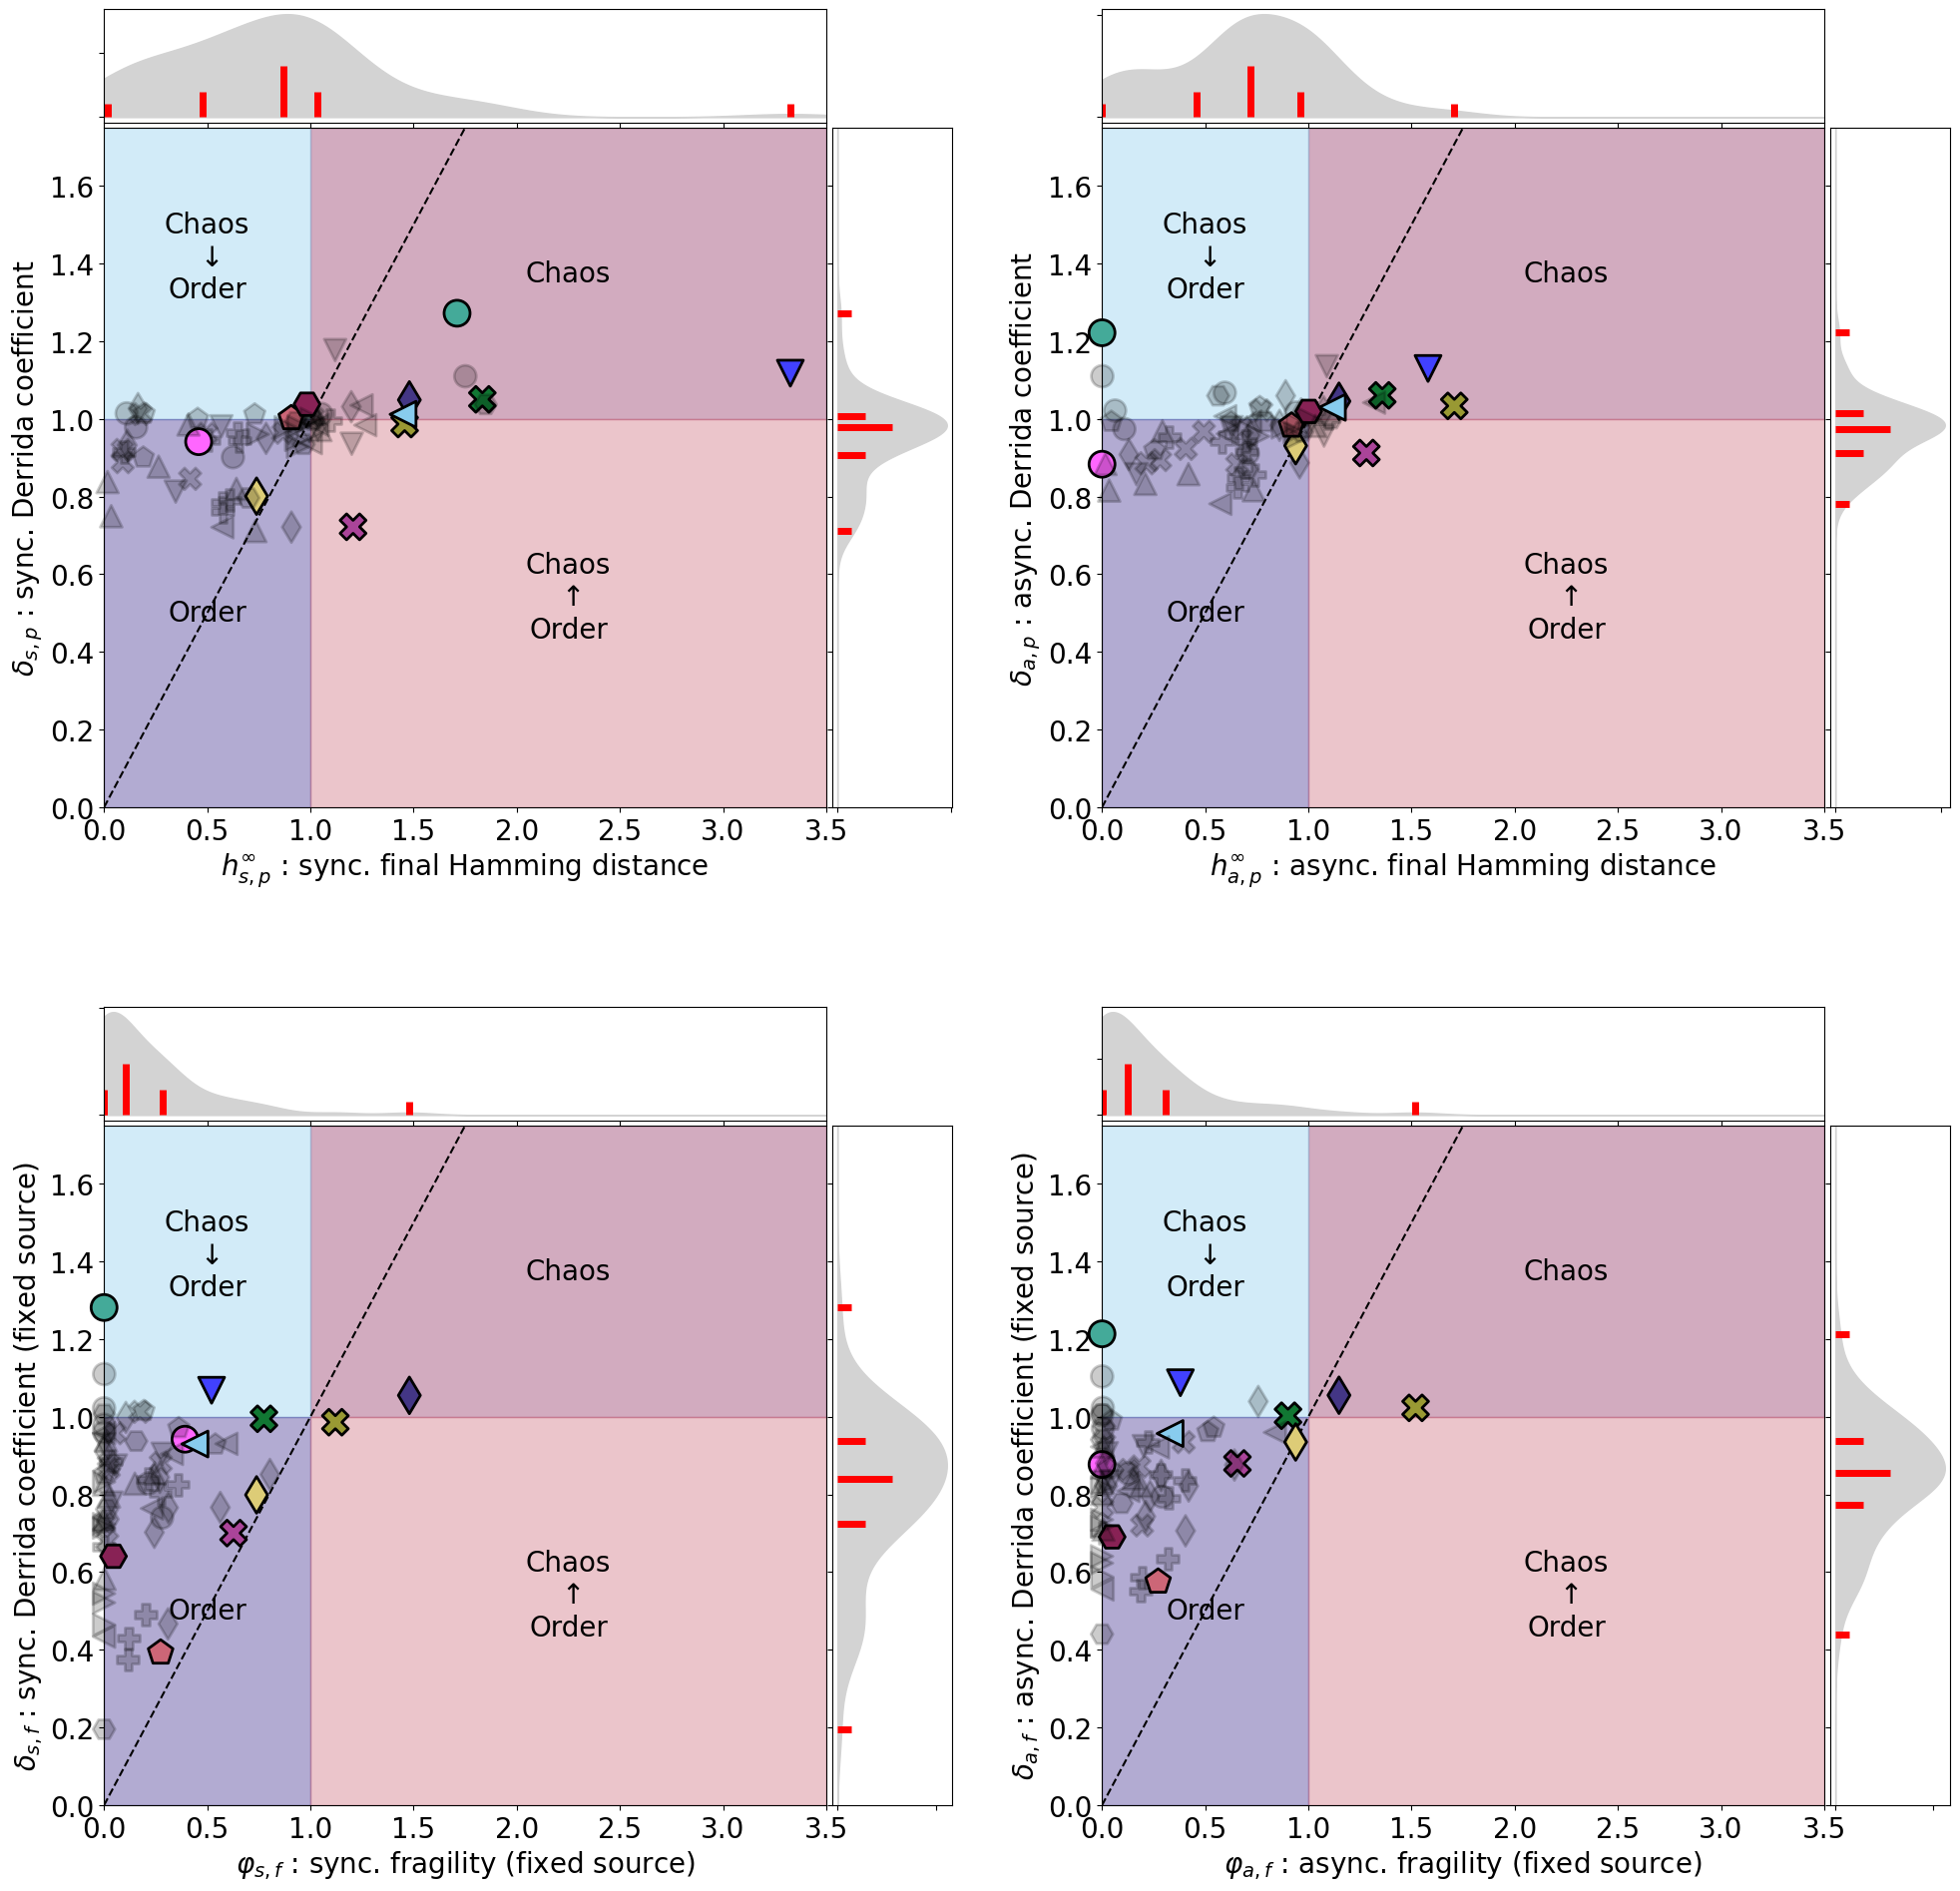 Chaos
↓
Order
Chaos
Order
Chaos
↑
Order
1.6
1.4
1.2
1.0
0.8
0.6
0.4
0.2
0.0
0.0 0.5 1.0 1.5 2.0 2.5 3.0 3.5
δ_{s,p} : sync. Derrida coefficient
h^{∞}_{s,p} : sync. final Hamming distance
Chaos
↓
Order
Chaos
Order
Chaos
↑
Order
1.6
1.4
1.2
1.0
0.8
0.6
0.4
0.2
0.0
0.0 0.5 1.0 1.5 2.0 2.5 3.0 3.5
δ_{a,p} : async. Derrida coefficient
h^{∞}_{a,p} : async. final Hamming distance
Chaos
↓
Order
Chaos
Order
Chaos
↑
Order
1.6
1.4
1.2
1.0
0.8
0.6
0.4
0.2
0.0
0.0 0.5 1.0 1.5 2.0 2.5 3.0 3.5
δ_{s,f} : sync. Derrida coefficient (fixed source)
φ_{s,f} : sync. fragility (fixed source)
Chaos
↓
Order
Chaos
Order
Chaos
↑
Order
1.6
1.4
1.2
1.0
0.8
0.6
0.4
0.2
0.0
0.0 0.5 1.0 1.5 2.0 2.5 3.0 3.5
δ_{a,f} : async. Derrida coefficient (fixed source)
φ_{a,f} : async. fragility (fixed source)